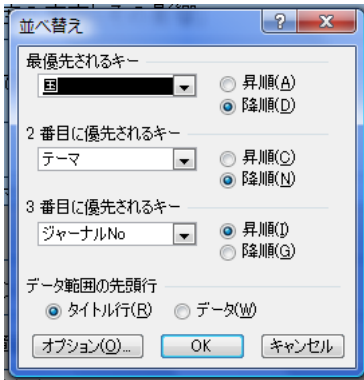 並べ替え
最優先されるキー
国
昇順(A)
降順(D)
2 番目に優先されるキー
テーマ
昇順(C)
降順(N)
3 番目に優先されるキー
ジャーナルNo
昇順(I)
降順(G)
データ範囲の先頭行
タイトル行(R) データ(W)
オプション(O)... OK キャンセル